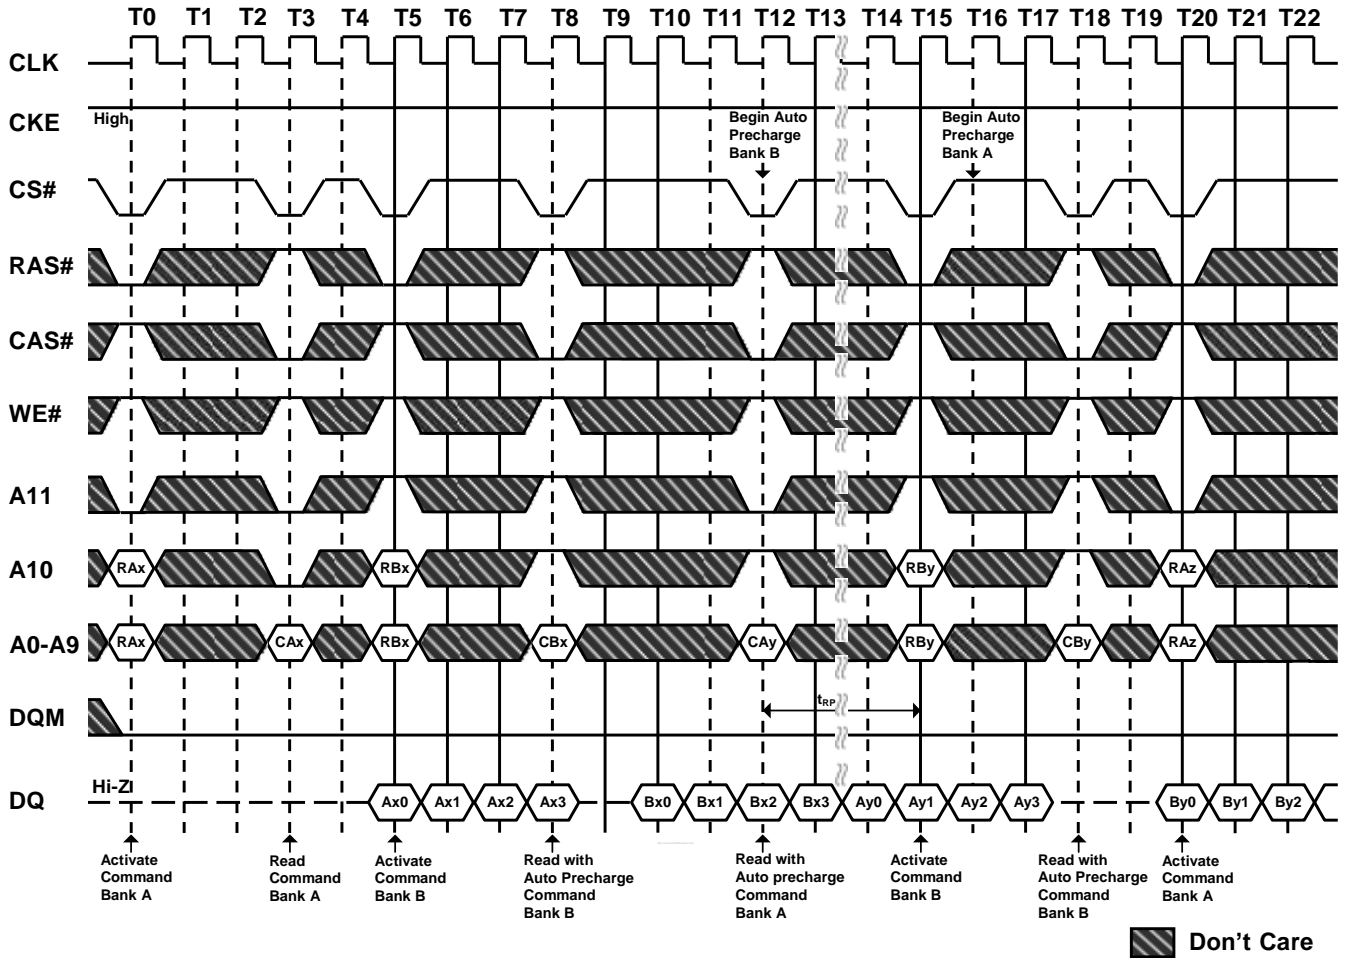 T0 T1 T2 T3 T4 T5 T6 T7 T8 T9 T10 T11 T12 T13 T14 T15 T16 T17 T18 T19 T20 T21 T22
CLK
CKE
High
Begin Auto
Precharge
Bank B
Begin Auto
Precharge
Bank A
CS#
RAS#
CAS#
WE#
A11
A10
RAx RBx RBy RAz
A0-A9
RAx CAx RBx CBx CAy RBy CBy RAz
DQM
tRP
DQ
Hi-Z
Ax0 Ax1 Ax2 Ax3 Bx0 Bx1 Bx2 Bx3 Ay0 Ay1 Ay2 Ay3 By0 By1 By2
Activate
Command
Bank A
Read
Command
Bank A
Activate
Command
Bank B
Read with
Auto Precharge
Command
Bank B
Read with
Auto precharge
Command
Bank A
Activate
Command
Bank B
Read with
Auto Precharge
Command
Bank B
Activate
Command
Bank A
Don't Care